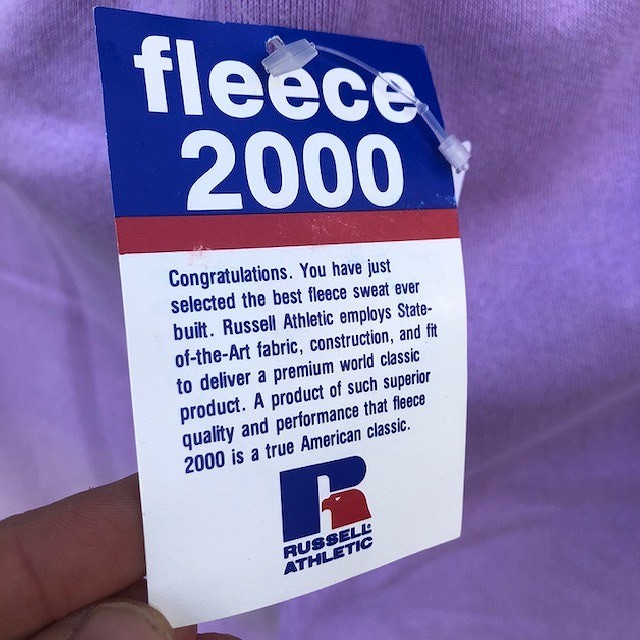 fleece
2000
Congratulations. You have just
selected the best fleece sweat ever
built. Russell Athletic employs State-
of-the-Art fabric, construction, and fit
to deliver a premium world classic
product. A product of such superior
quality and performance that fleece
2000 is a true American classic.
R
RUSSELL
ATHLETIC